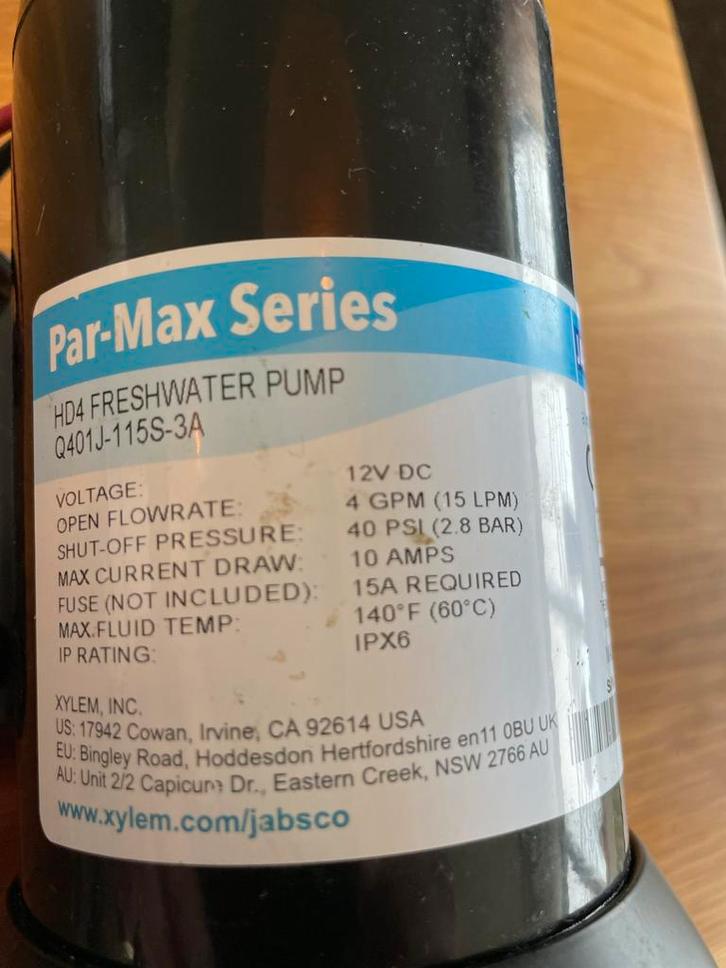 Par-Max Series
HD4 FRESHWATER PUMP
Q401J-115S-3A
VOLTAGE: 12V DC
OPEN FLOWRATE: 4 GPM (15 LPM)
SHUT-OFF PRESSURE: 40 PSI (2.8 BAR)
MAX CURRENT DRAW: 10 AMPS
FUSE (NOT INCLUDED): 15A REQUIRED
MAX.FLUID TEMP: 140°F (60°C)
IP RATING: IPX6
XYLEM, INC.
US: 17942 Cowan, Irvine, CA 92614 USA
EU: Bingley Road, Hoddesdon Hertfordshire en11 0BU UK
AU: Unit 2/2 Capicum Dr., Eastern Creek, NSW 2766 AU
www.xylem.com/jabsco